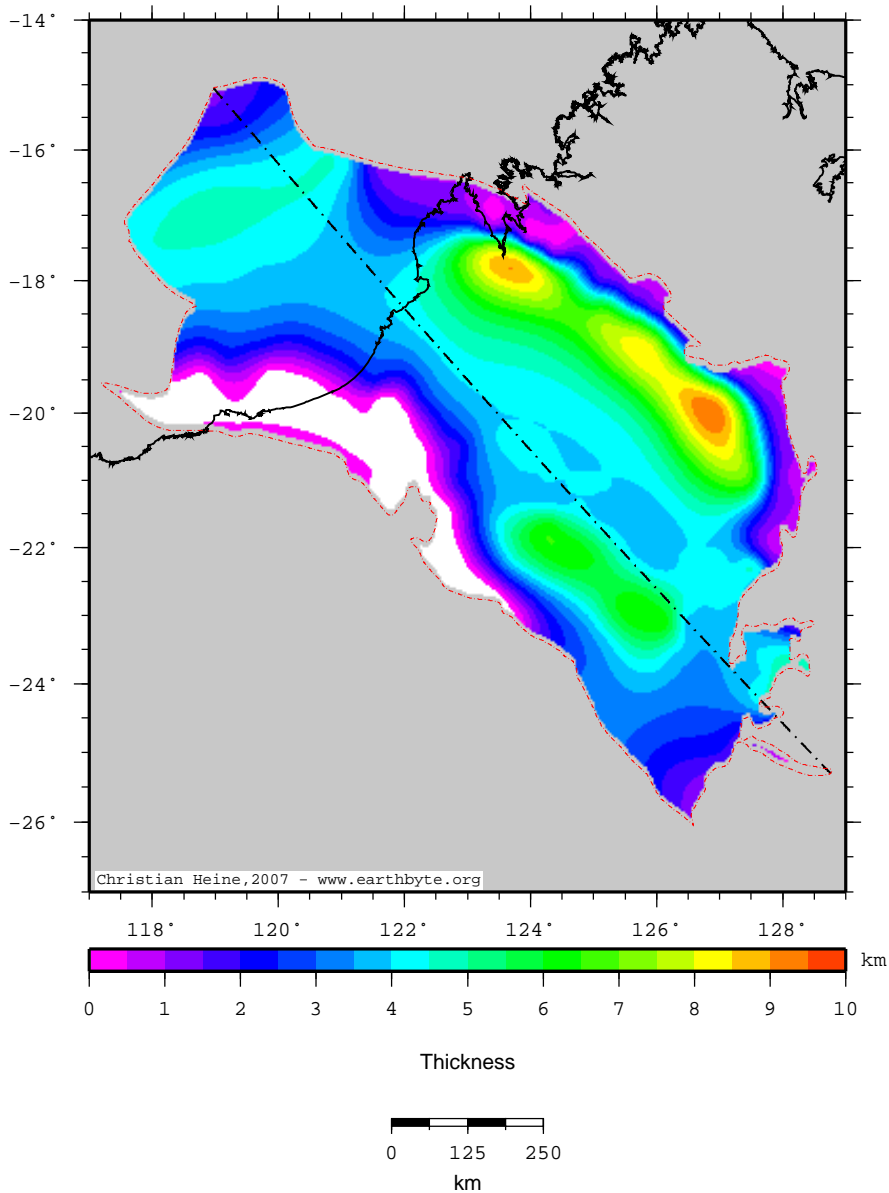 −14°
−16°
−18°
−20°
−22°
−24°
−26°
Christian Heine,2007 - www.earthbyte.org
118° 120° 122° 124° 126° 128°
km
0 1 2 3 4 5 6 7 8 9 10
Thickness
0 125 250
km